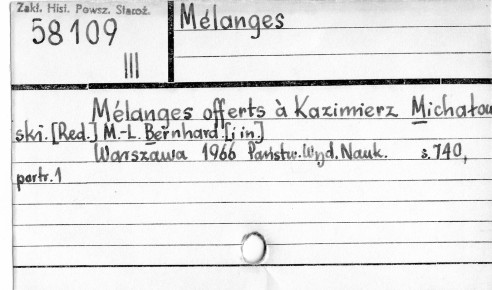 Zakł. Hist. Powsz. Staroż.
58109
III
Mélanges
Mélanges offerts à Kazimierz Michałow
ski. [Red.] M.-L. Bernhard. [i in.]
Warszawa 1966 Państw. Wyd. Nauk. s. 740,
portr. 1